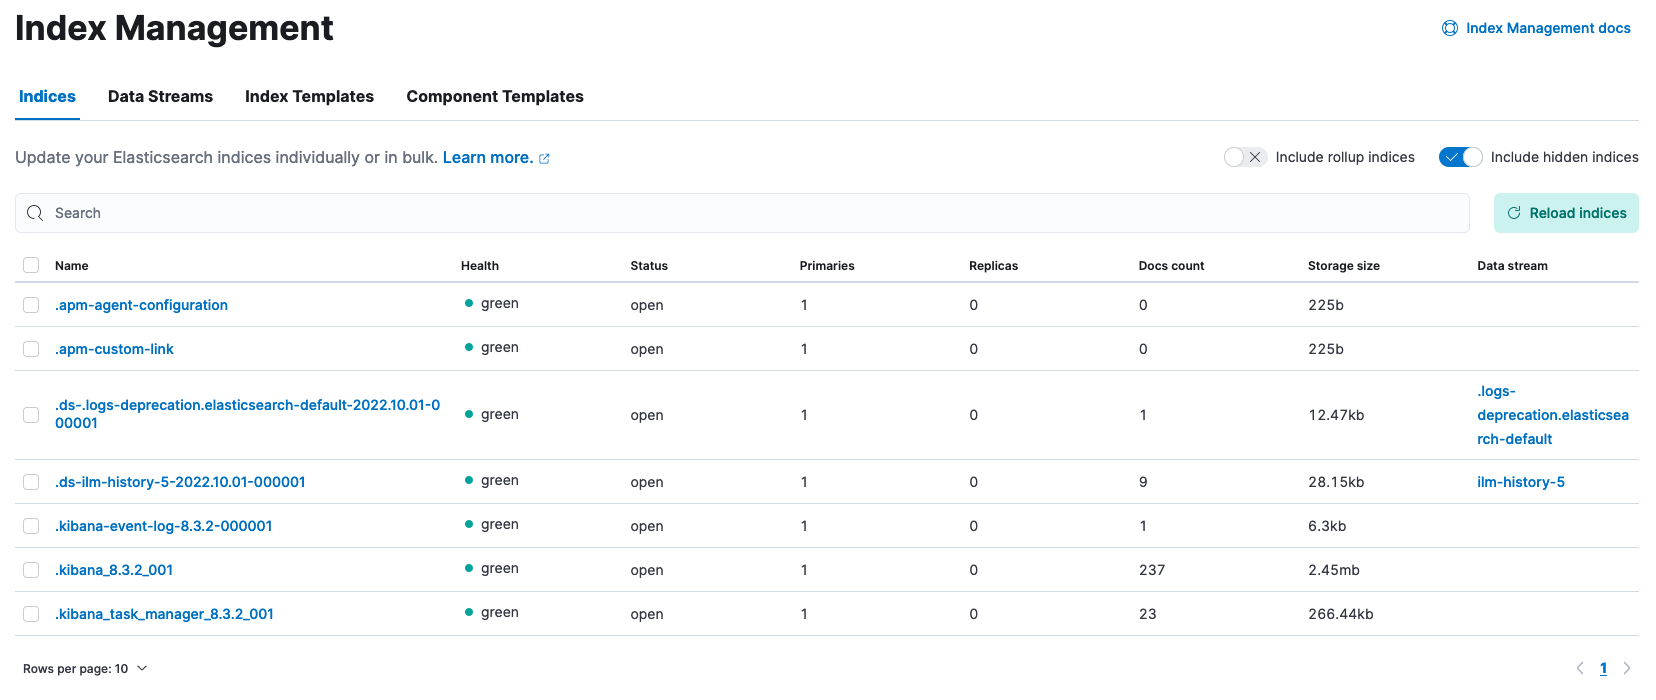 Index Management
Index Management docs
Indices Data Streams Index Templates Component Templates
Update your Elasticsearch indices individually or in bulk. Learn more.
Include rollup indices Include hidden indices
Search
Reload indices
Name Health Status Primaries Replicas Docs count Storage size Data stream
.apm-agent-configuration green open 1 0 0 225b
.apm-custom-link green open 1 0 0 225b
.ds-.logs-deprecation.elasticsearch-default-2022.10.01-0
00001
green open 1 0 1 12.47kb
.logs-
deprecation.elasticsea
rch-default
.ds-ilm-history-5-2022.10.01-000001 green open 1 0 9 28.15kb ilm-history-5
.kibana-event-log-8.3.2-000001 green open 1 0 1 6.3kb
.kibana_8.3.2_001 green open 1 0 237 2.45mb
.kibana_task_manager_8.3.2_001 green open 1 0 23 266.44kb
Rows per page: 10
1